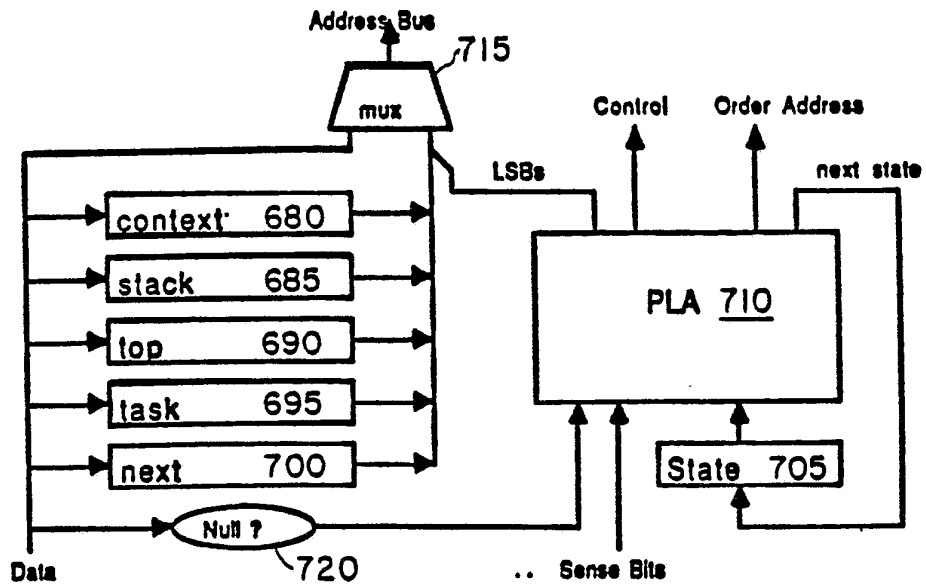 Address Bus
715
mux
Control
Order Address
LSBs
next state
context 680
stack 685
top 690
task 695
next 700
PLA 710
State 705
Null ?
720
Data
Sense Bits